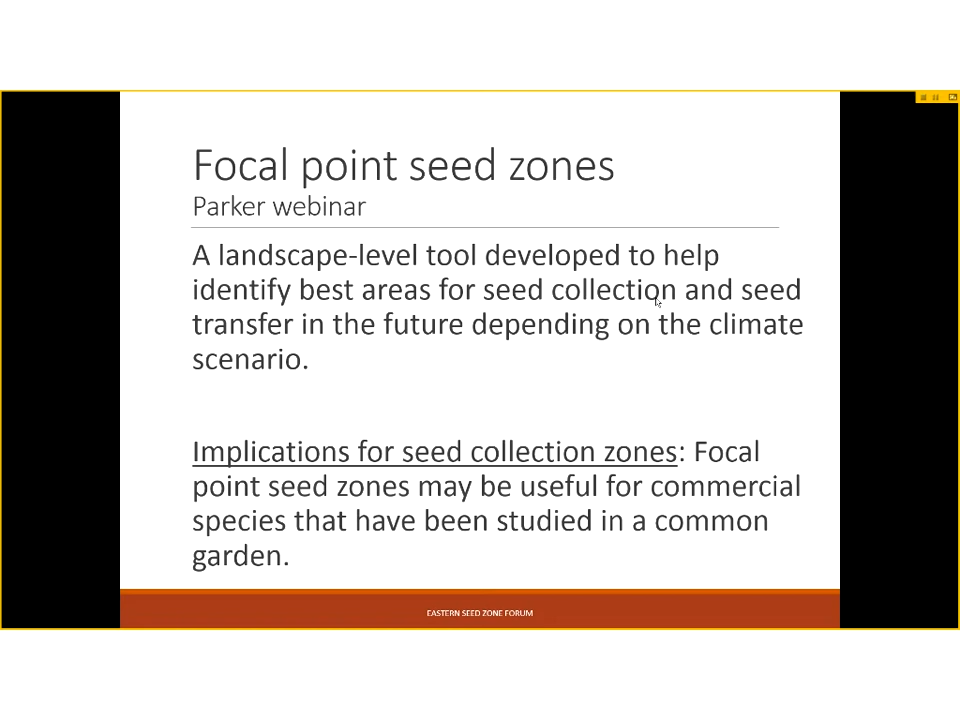 Focal point seed zones
Parker webinar
A landscape-level tool developed to help
identify best areas for seed collection and seed
transfer in the future depending on the climate
scenario.
Implications for seed collection zones: Focal
point seed zones may be useful for commercial
species that have been studied in a common
garden.
EASTERN SEED ZONE FORUM